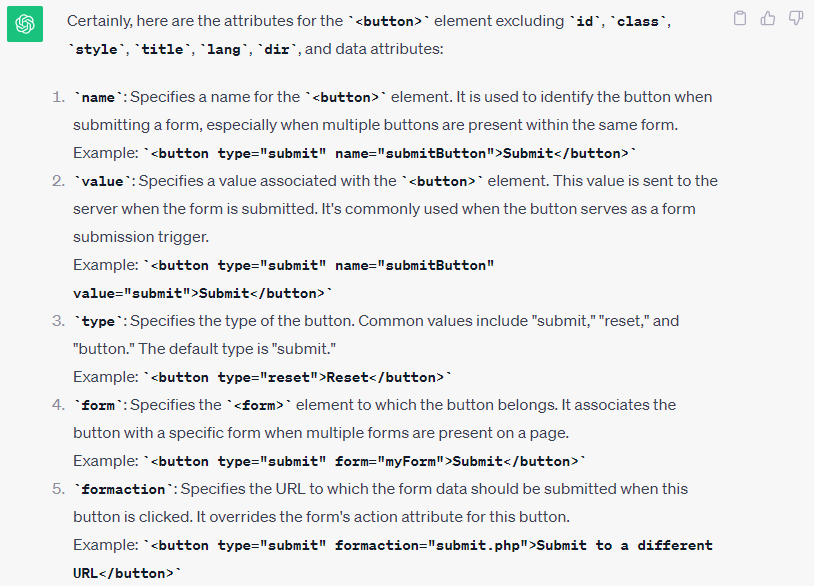 Certainly, here are the attributes for the `<button>` element excluding `id`, `class`,
`style`, `title`, `lang`, `dir`, and data attributes:
1. `name`: Specifies a name for the `<button>` element. It is used to identify the button when
submitting a form, especially when multiple buttons are present within the same form.
Example: `<button type="submit" name="submitButton">Submit</button>`
2. `value`: Specifies a value associated with the `<button>` element. This value is sent to the
server when the form is submitted. It's commonly used when the button serves as a form
submission trigger.
Example: `<button type="submit" name="submitButton"
value="submit">Submit</button>`
3. `type`: Specifies the type of the button. Common values include "submit," "reset," and
"button." The default type is "submit."
Example: `<button type="reset">Reset</button>`
4. `form`: Specifies the `<form>` element to which the button belongs. It associates the
button with a specific form when multiple forms are present on a page.
Example: `<button type="submit" form="myForm">Submit</button>`
5. `formaction`: Specifies the URL to which the form data should be submitted when this
button is clicked. It overrides the form's action attribute for this button.
Example: `<button type="submit" formaction="submit.php">Submit to a different
URL</button>`